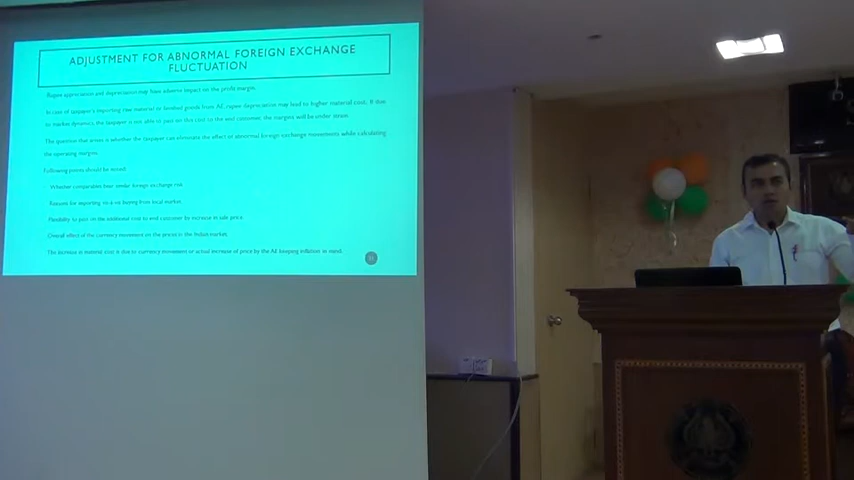 ADJUSTMENT FOR ABNORMAL FOREIGN EXCHANGE
FLUCTUATION
Rupee appreciation and depreciation may have adverse impact on the profit margin.
In case of taxpayer's importing raw material or finished goods from AE, rupee depreciation may lead to higher material cost. If due
to market dynamics, the taxpayer is not able to pass on this cost to the end customer, the margins will be under stress.
The question that arises is whether the taxpayer can eliminate the effect of abnormal foreign exchange movements while calculating
the operating margins.
Following points should be noted:
Whether comparables bear similar foreign exchange risk
Reasons for importing vis a vis buying from local market.
Flexibility to pass on the additional cost to end customer by increase in sale price
Overall effect of the currency movement on the prices in the Indian market.
The increase in material cost is due to currency movement or actual increase of price by the AE keeping inflation in mind.